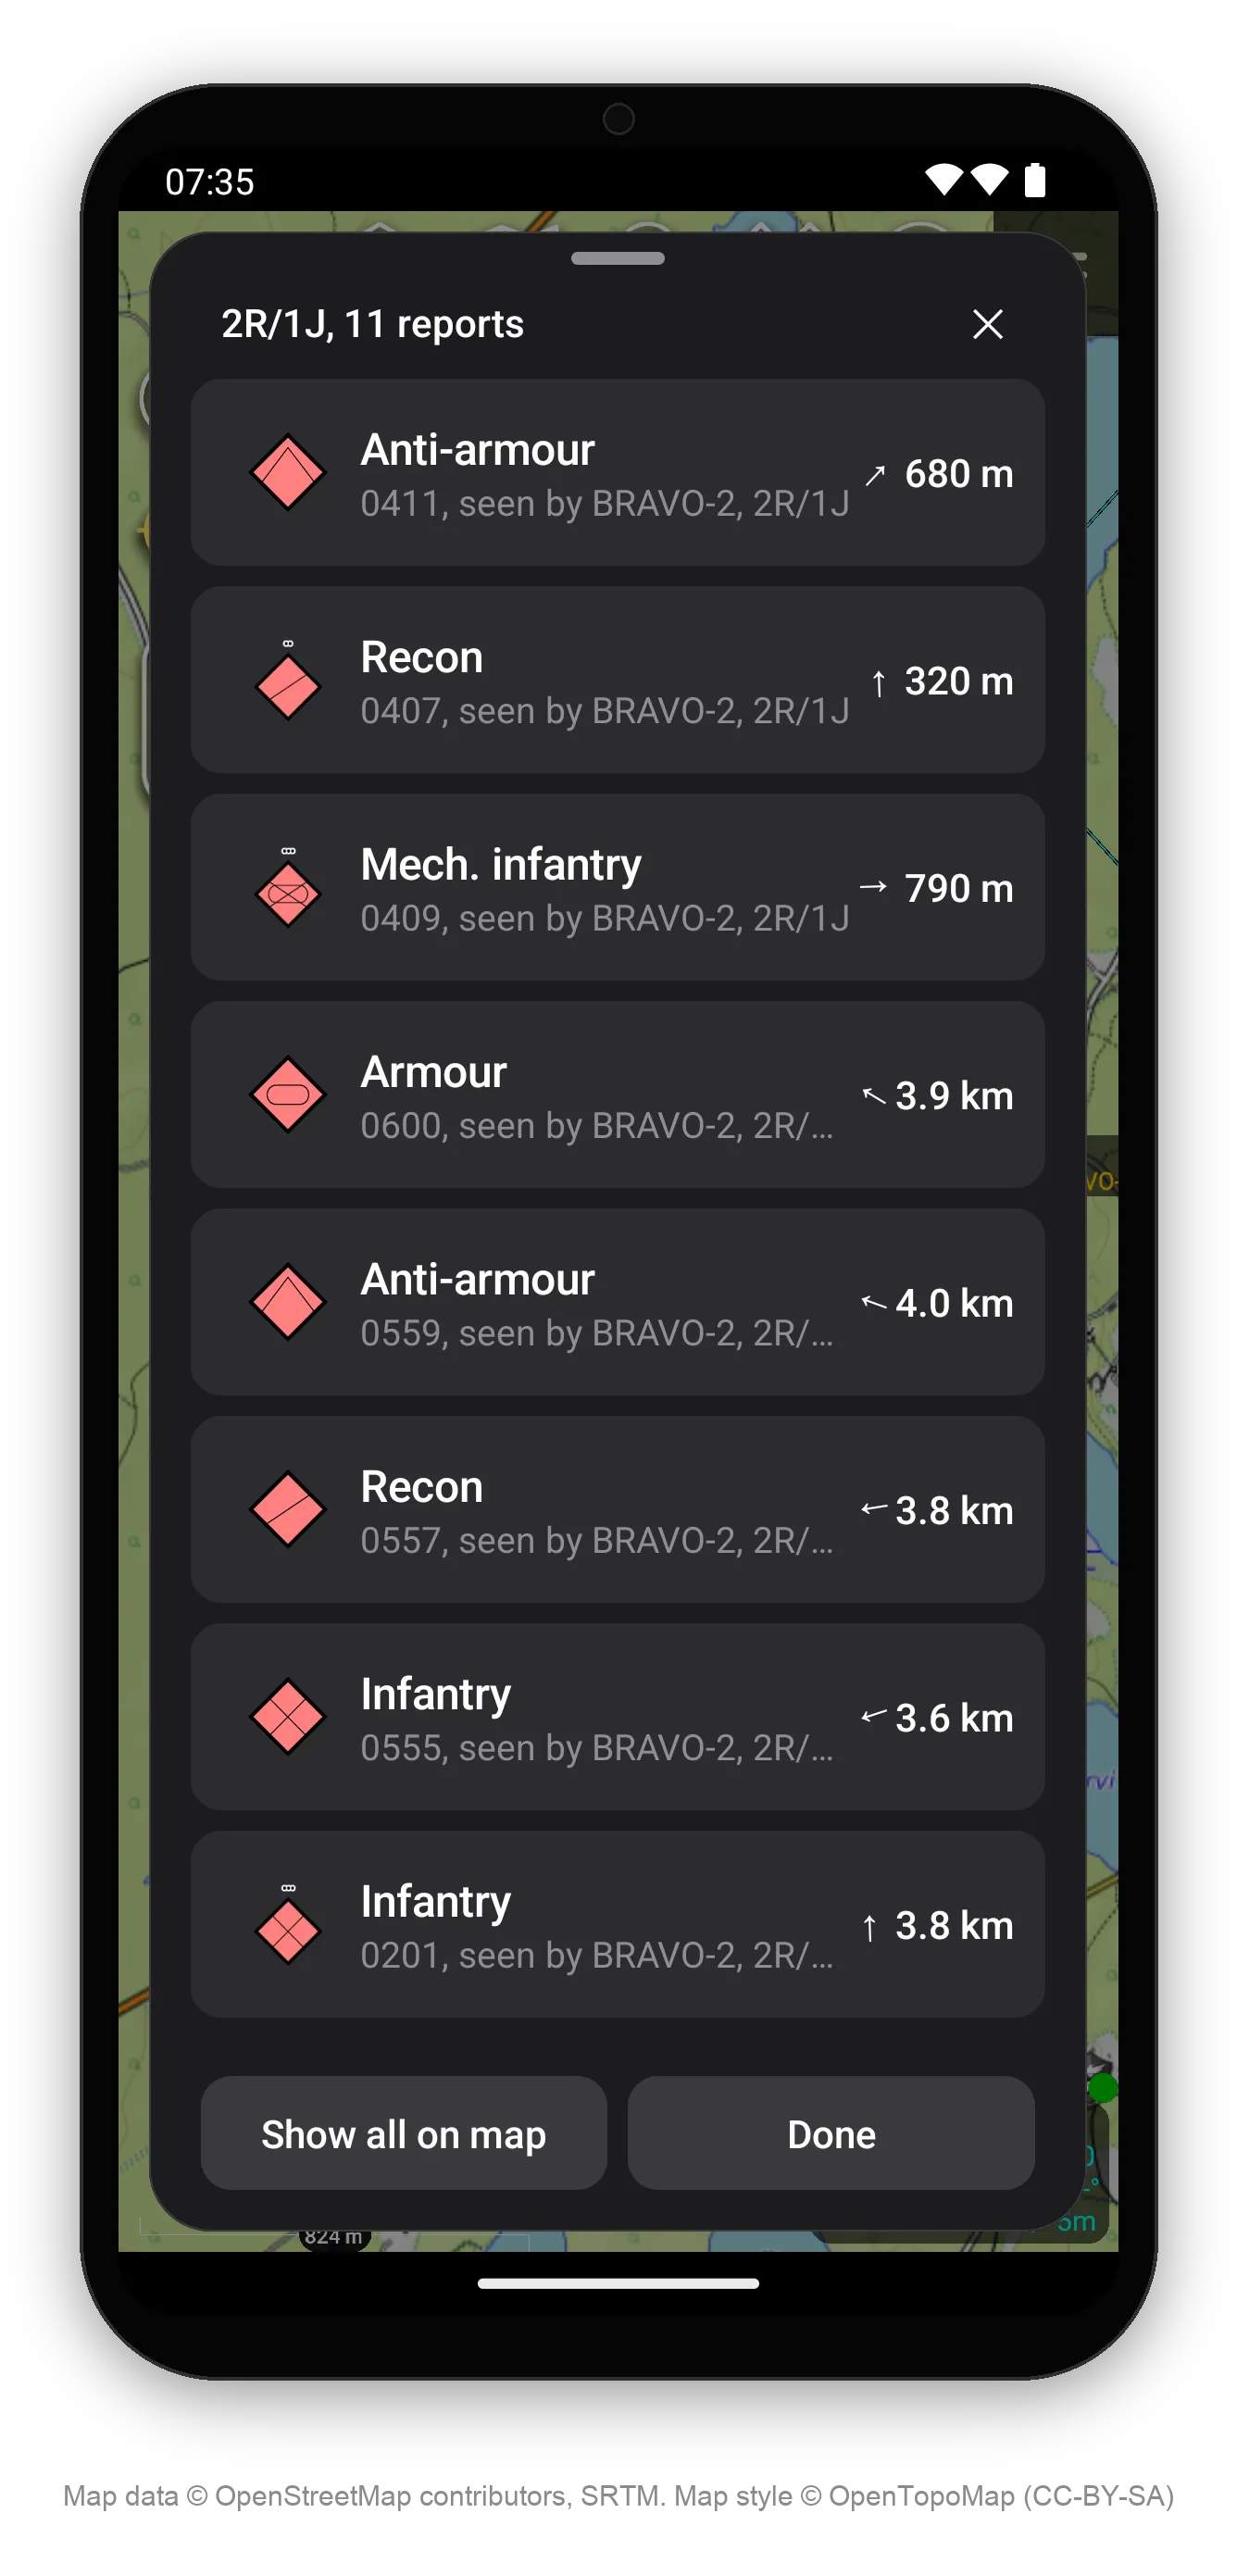 07:35
2R/1J, 11 reports
Anti-armour
0411, seen by BRAVO-2, 2R/1J
↗ 680 m
Recon
0407, seen by BRAVO-2, 2R/1J
↑ 320 m
Mech. infantry
0409, seen by BRAVO-2, 2R/1J
→ 790 m
Armour
0600, seen by BRAVO-2, 2R/...
↖ 3.9 km
Anti-armour
0559, seen by BRAVO-2, 2R/...
← 4.0 km
Recon
0557, seen by BRAVO-2, 2R/...
← 3.8 km
Infantry
0555, seen by BRAVO-2, 2R/...
← 3.6 km
Infantry
0201, seen by BRAVO-2, 2R/...
↑ 3.8 km
Show all on map
Done
824 m
5m
Map data © OpenStreetMap contributors, SRTM. Map style © OpenTopoMap (CC-BY-SA)